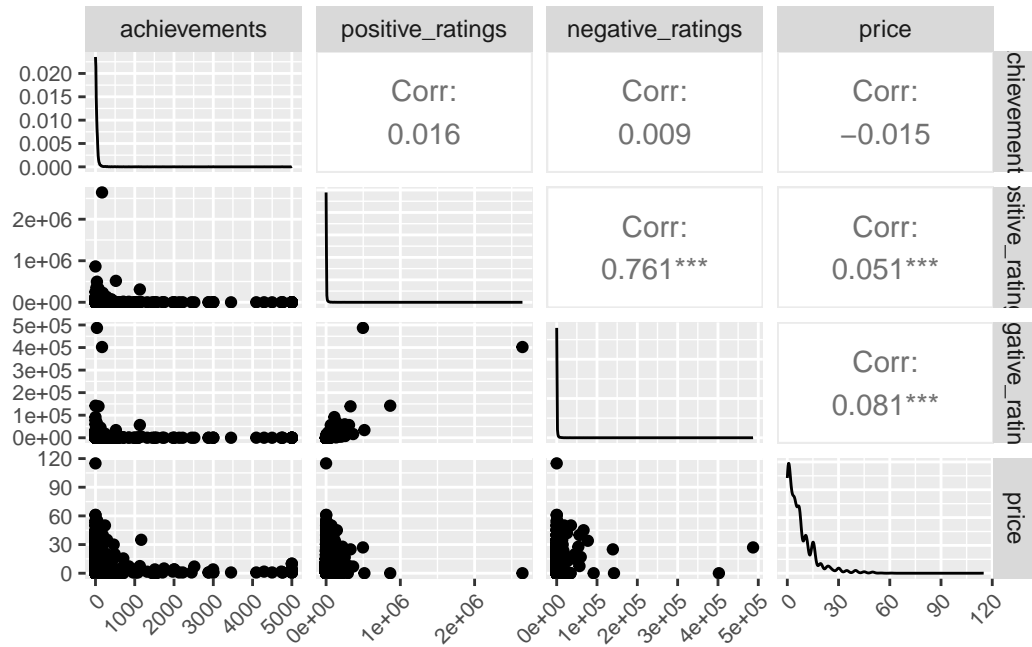 achievements positive_ratings negative_ratings price
0.020
0.015
0.010
0.005
0.000
Corr:
0.016
Corr:
0.009
Corr:
−0.015
chievement
2e+06
1e+06
0e+00
Corr:
0.761***
Corr:
0.051***
ositive_rating
5e+05
4e+05
3e+05
2e+05
1e+05
0e+00
Corr:
0.081***
gative_ratin
120
90
60
30
0
price
0 1000 2000 3000 4000 5000
0e+00 1e+06 2e+06
0e+00 1e+05 2e+05 3e+05 4e+05 5e+05
0 30 60 90 120